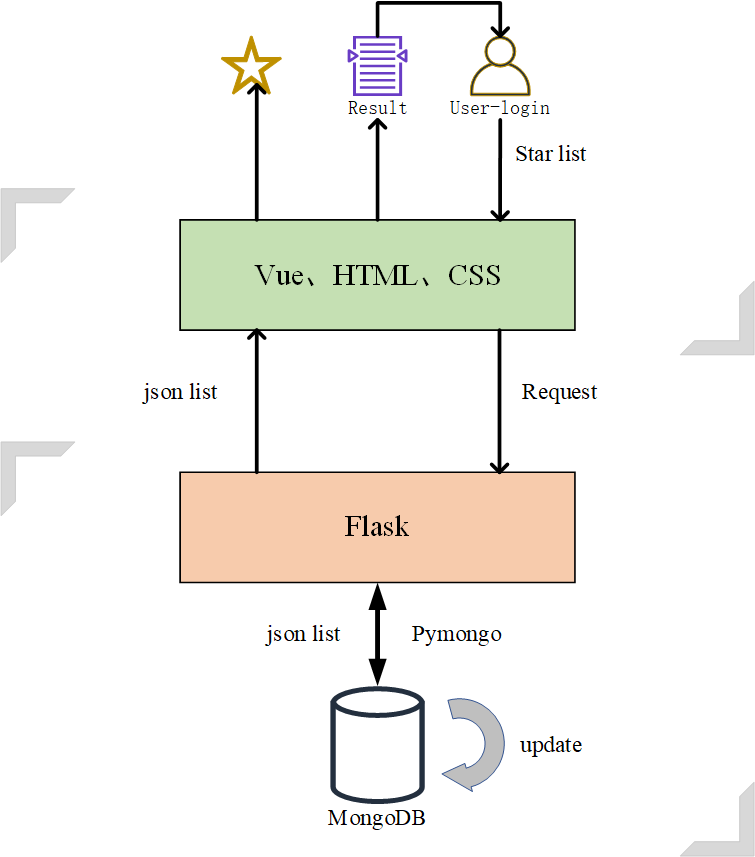 Result
User-login
Star list
Vue、HTML、CSS
json list
Request
Flask
json list
Pymongo
update
MongoDB